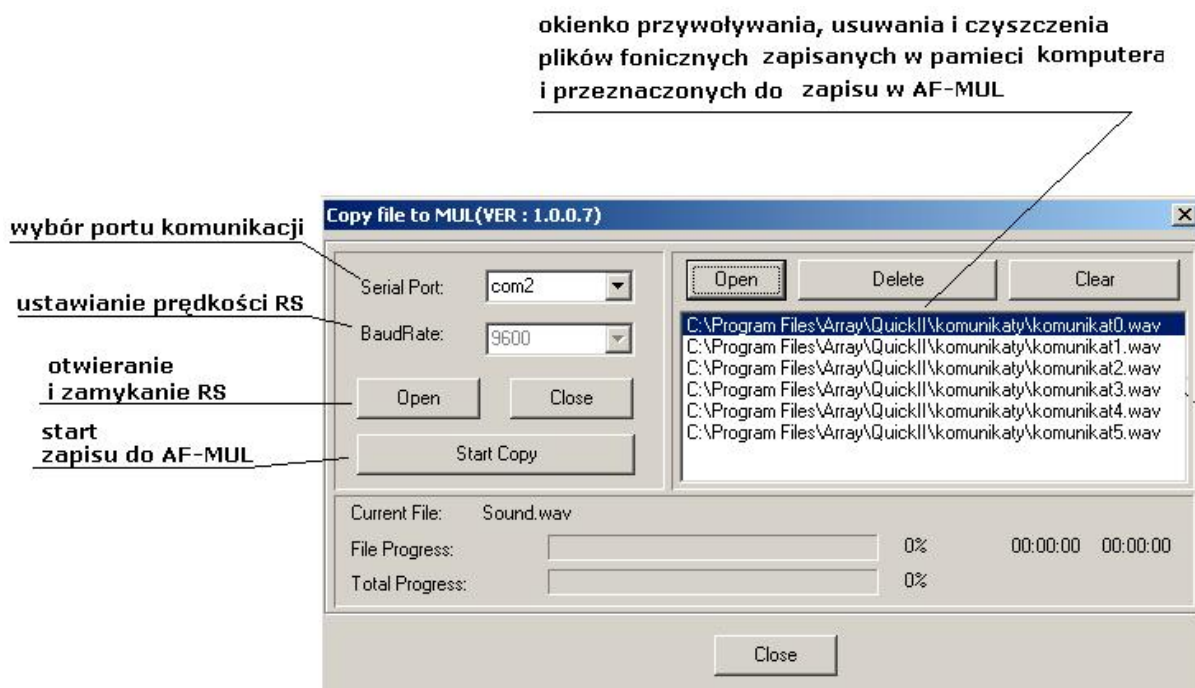 okienko przywoływania, usuwania i czyszczenia
plików fonicznych zapisanych w pamieci komputera
i przeznaczonych do zapisu w AF-MUL
wybór portu komunikacji
ustawianie prędkości RS
otwieranie
i zamykanie RS
start
zapisu do AF-MUL
Copy file to MUL(VER : 1.0.0.7)
Serial Port: com2
BaudRate: 9600
Open Close
Start Copy
Open Delete Clear
C:\Program Files\Array\QuickII\komunikaty\komunikat0.wav
C:\Program Files\Array\QuickII\komunikaty\komunikat1.wav
C:\Program Files\Array\QuickII\komunikaty\komunikat2.wav
C:\Program Files\Array\QuickII\komunikaty\komunikat3.wav
C:\Program Files\Array\QuickII\komunikaty\komunikat4.wav
C:\Program Files\Array\QuickII\komunikaty\komunikat5.wav
Current File: Sound.wav
File Progress: 0% 00:00:00 00:00:00
Total Progress: 0%
Close